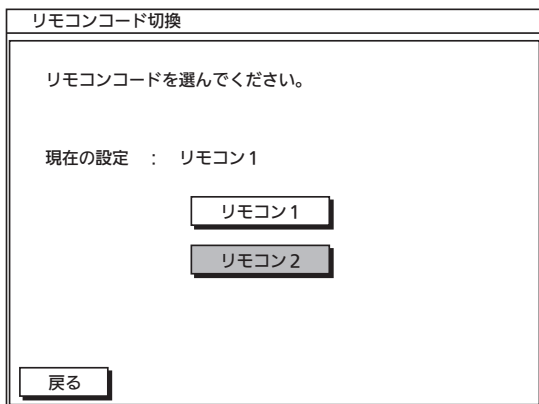 リモコンコード切換
リモコンコードを選んでください。
現在の設定 : リモコン1
リモコン1
リモコン2
戻る